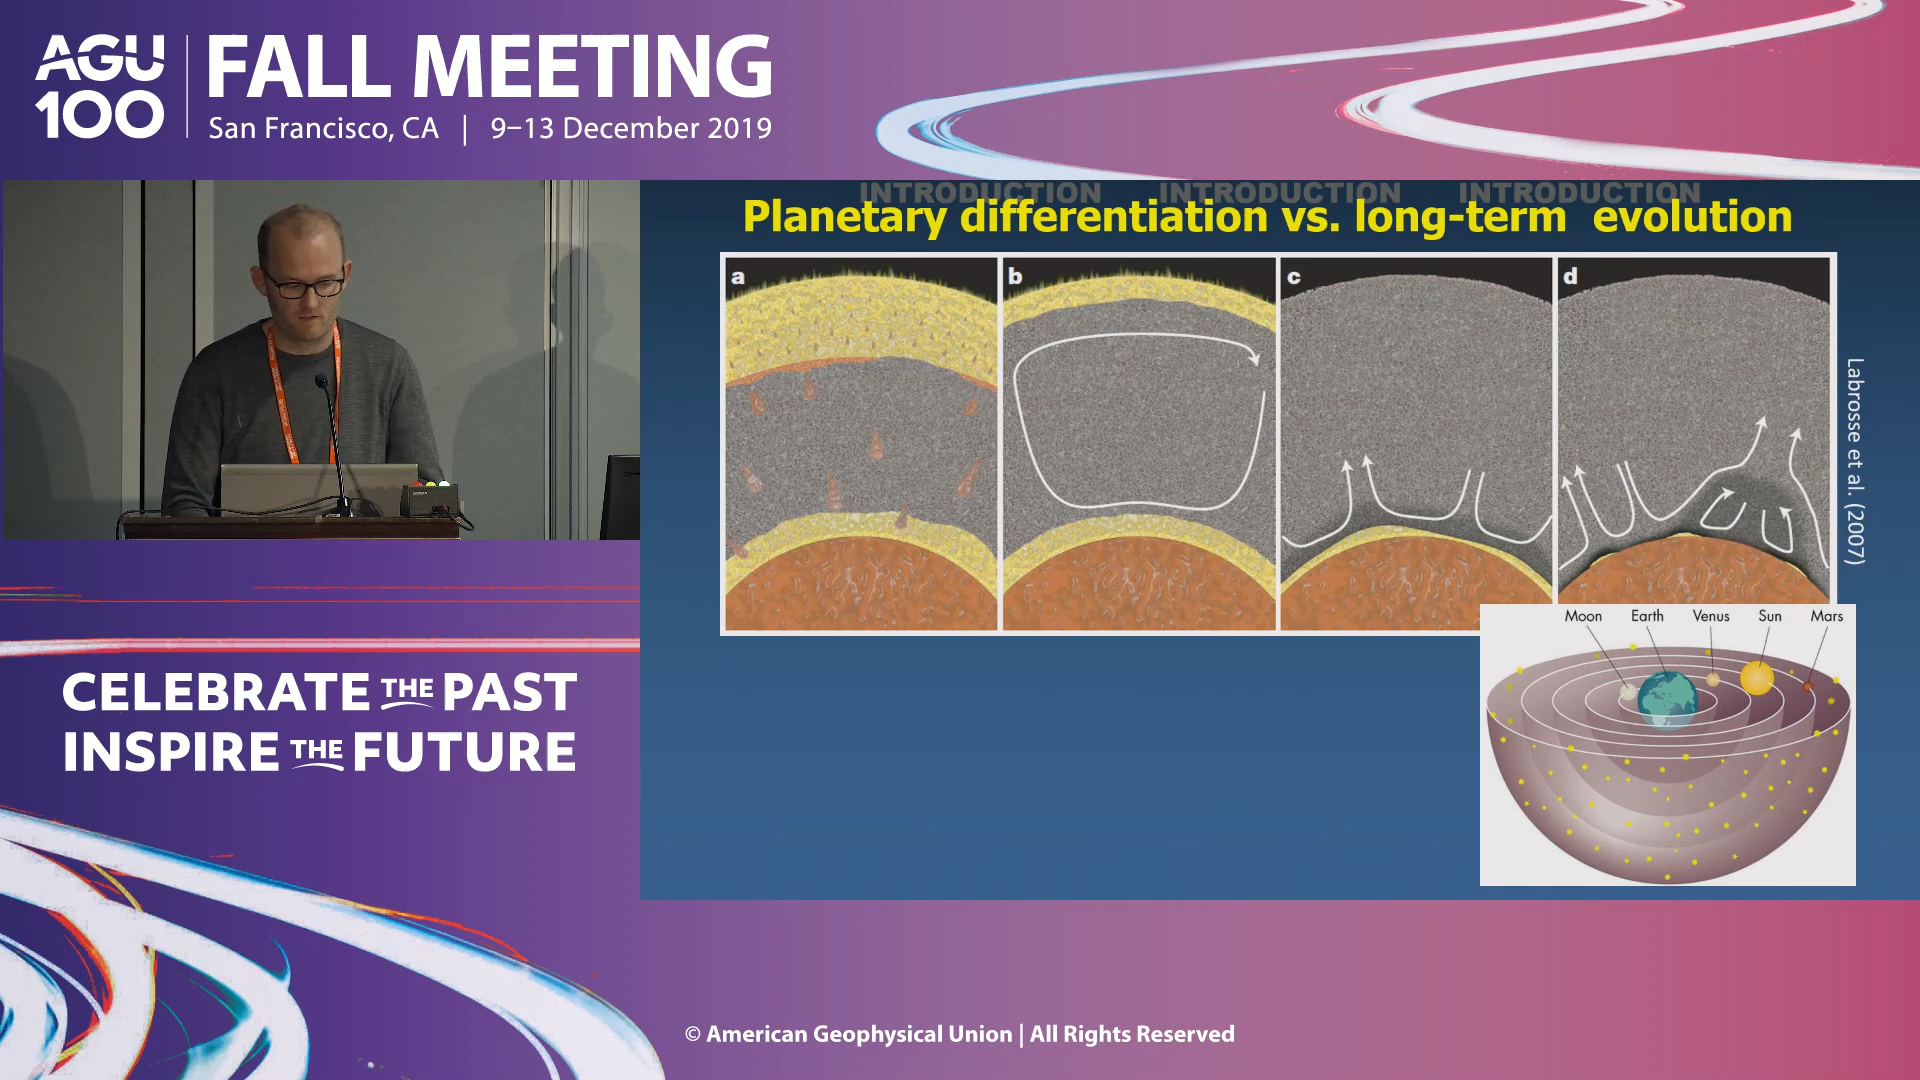 AGU
100
FALL MEETING
San Francisco, CA | 9–13 December 2019
INTRODUCTION INTRODUCTION INTRODUCTION
Planetary differentiation vs. long-term evolution
a b c d
Labrosse et al. (2007)
Moon Earth Venus Sun Mars
CELEBRATE THE PAST
INSPIRE THE FUTURE
© American Geophysical Union | All Rights Reserved